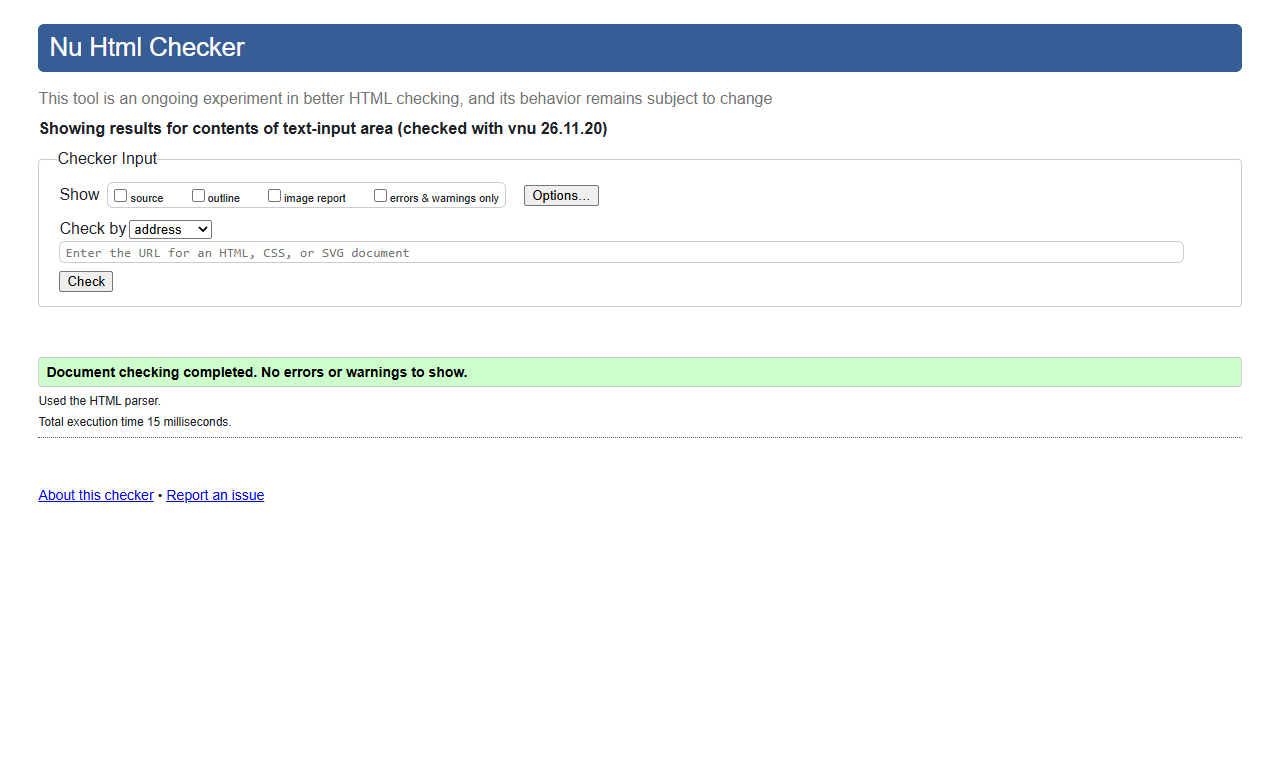 Nu Html Checker
This tool is an ongoing experiment in better HTML checking, and its behavior remains subject to change
Showing results for contents of text-input area (checked with vnu 26.11.20)
Checker Input
Show source outline image report errors & warnings only Options...
Check by address
Enter the URL for an HTML, CSS, or SVG document
Check
Document checking completed. No errors or warnings to show.
Used the HTML parser.
Total execution time 15 milliseconds.
About this checker • Report an issue